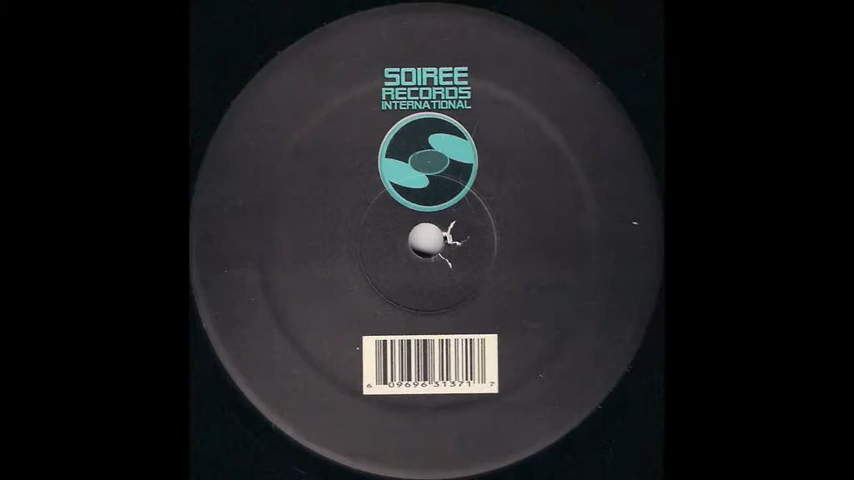 SOIREE
RECORDS
INTERNATIONAL
6 09696 31371 7